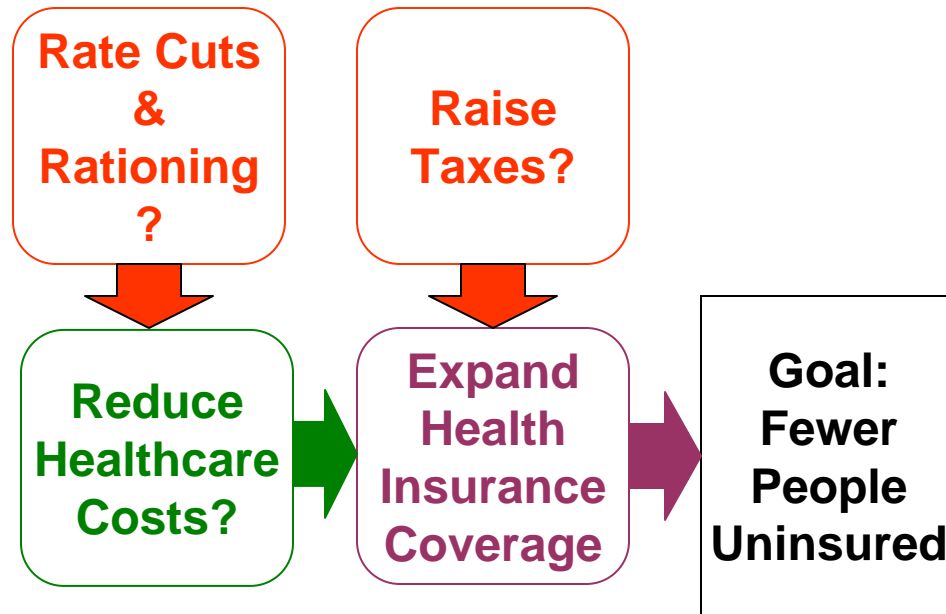 Rate Cuts
&
Rationing
?
Raise
Taxes?
Reduce
Healthcare
Costs?
Expand
Health
Insurance
Coverage
Goal:
Fewer
People
Uninsured